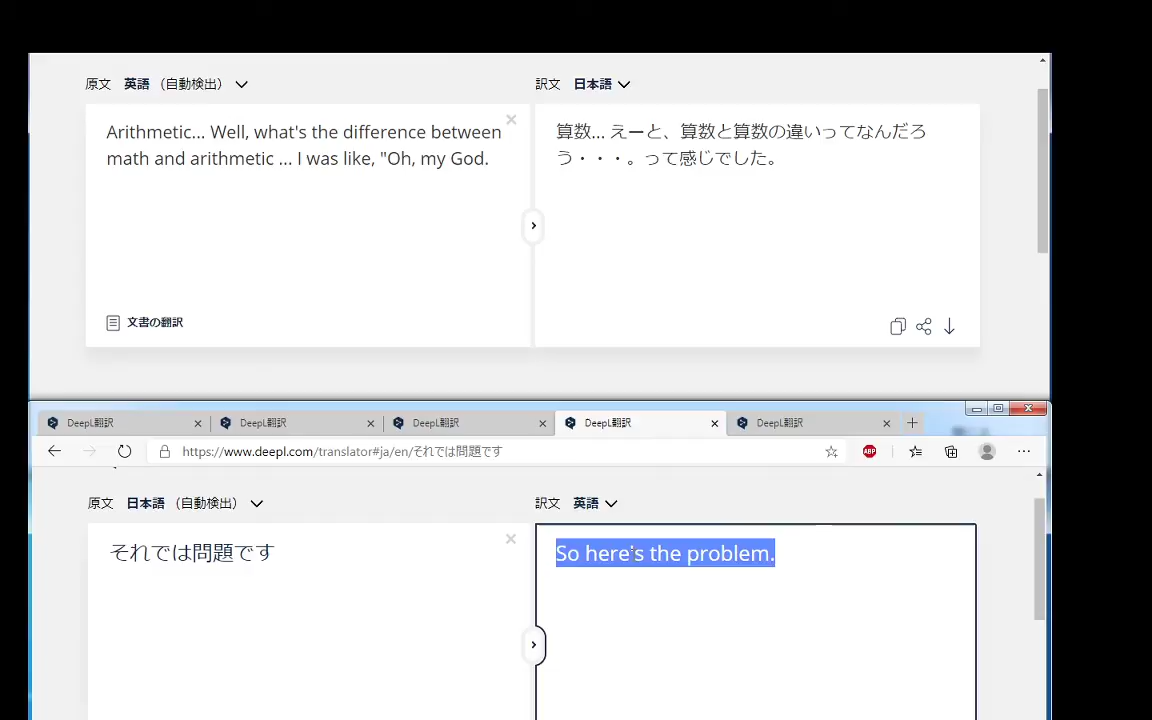 原文 英語 (自動検出)
訳文 日本語
Arithmetic... Well, what's the difference between
math and arithmetic ... I was like, "Oh, my God.
算数... えーと、算数と算数の違いってなんだろ
う・・・。って感じでした。
文書の翻訳
DeepL翻訳
DeepL翻訳
DeepL翻訳
DeepL翻訳
DeepL翻訳
https://www.deepl.com/translator#ja/en/それでは問題です
ABP
原文 日本語 (自動検出)
訳文 英語
それでは問題です
So here's the problem.